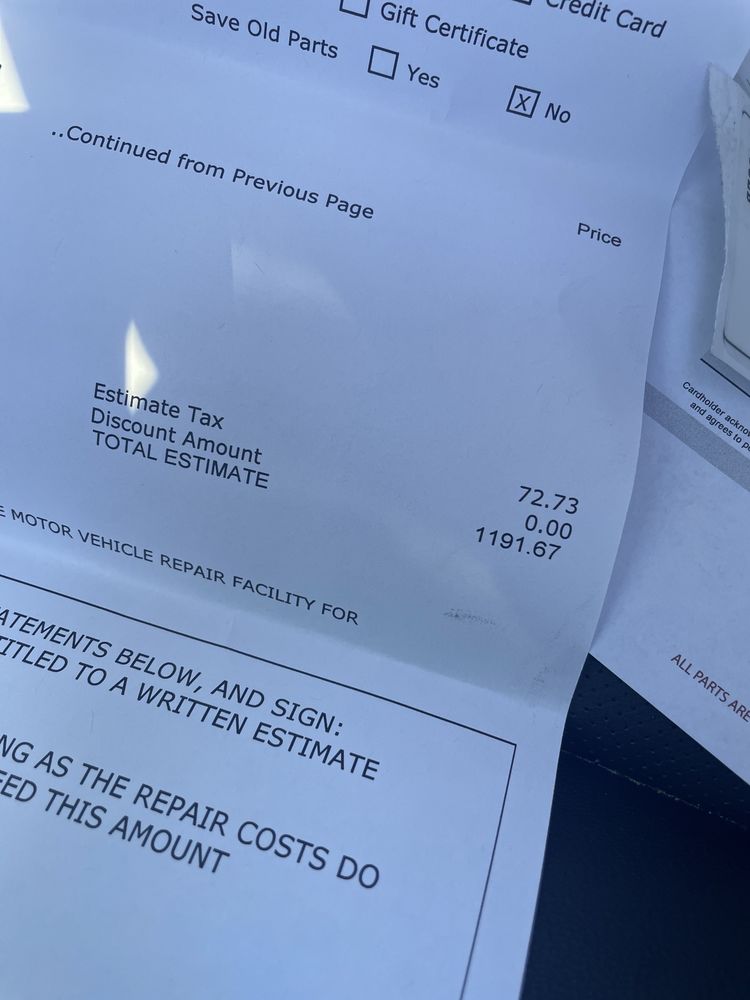 Credit Card
Gift Certificate
Save Old Parts Yes X No
..Continued from Previous Page
Price
Estimate Tax 72.73
Discount Amount 0.00
TOTAL ESTIMATE 1191.67
E MOTOR VEHICLE REPAIR FACILITY FOR
ATEMENTS BELOW, AND SIGN:
ITLED TO A WRITTEN ESTIMATE
NG AS THE REPAIR COSTS DO
EED THIS AMOUNT
Cardholder acknow
and agrees to p
ALL PARTS ARE